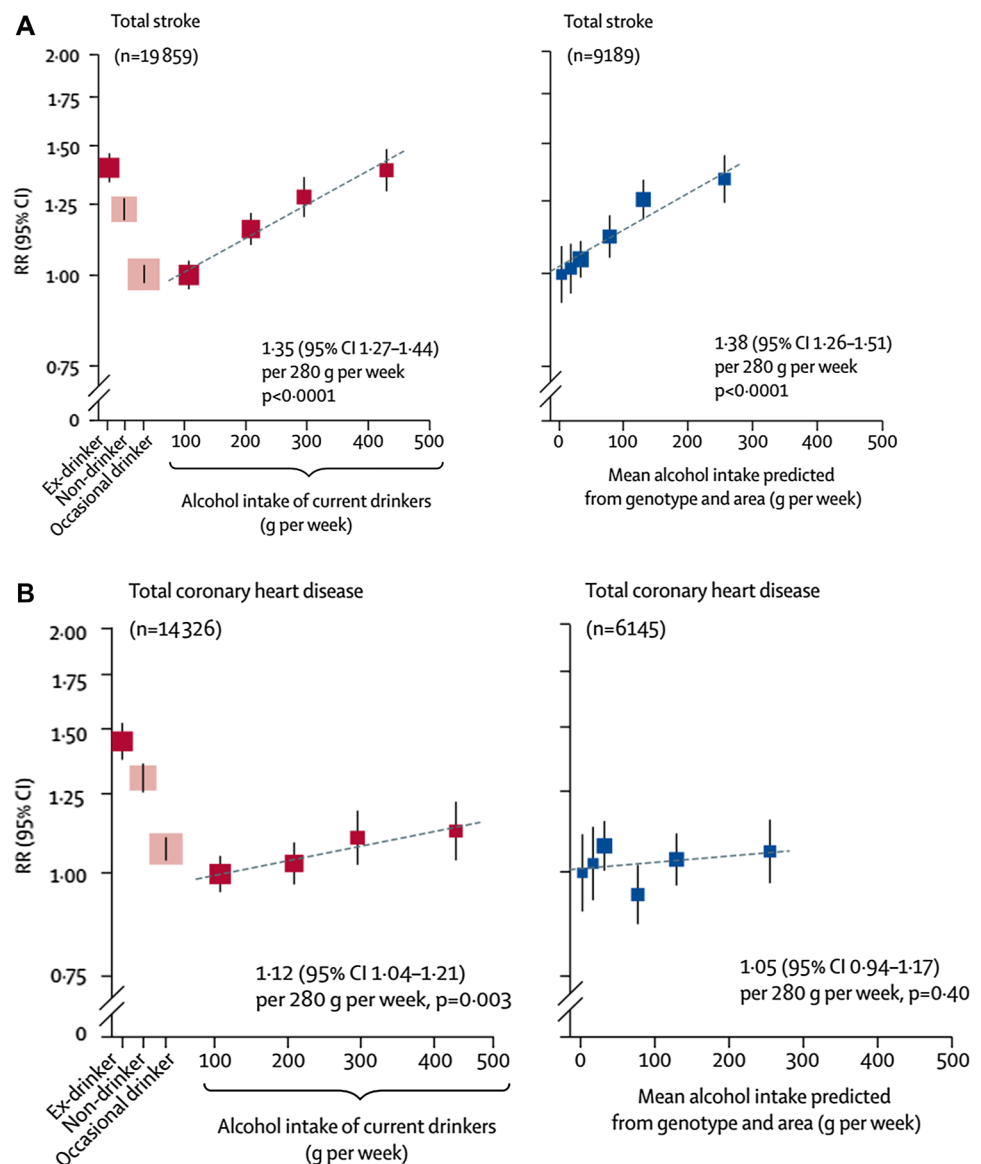 A
Total stroke
(n=19 859)
2·00
1·75
1·50
1·25
1·00
0·75
0
RR (95% CI)
1·35 (95% CI 1·27–1·44)
per 280 g per week
p<0·0001
Ex-drinker
Non-drinker
Occasional drinker
100 200 300 400 500
Alcohol intake of current drinkers
(g per week)
Total stroke
(n=9189)
1·38 (95% CI 1·26–1·51)
per 280 g per week
p<0·0001
0 100 200 300 400 500
Mean alcohol intake predicted
from genotype and area (g per week)
B
Total coronary heart disease
(n=14 326)
2·00
1·75
1·50
1·25
1·00
0·75
0
RR (95% CI)
1·12 (95% CI 1·04–1·21)
per 280 g per week, p=0·003
Ex-drinker
Non-drinker
Occasional drinker
100 200 300 400 500
Alcohol intake of current drinkers
(g per week)
Total coronary heart disease
(n=6145)
1·05 (95% CI 0·94–1·17)
per 280 g per week, p=0·40
0 100 200 300 400 500
Mean alcohol intake predicted
from genotype and area (g per week)